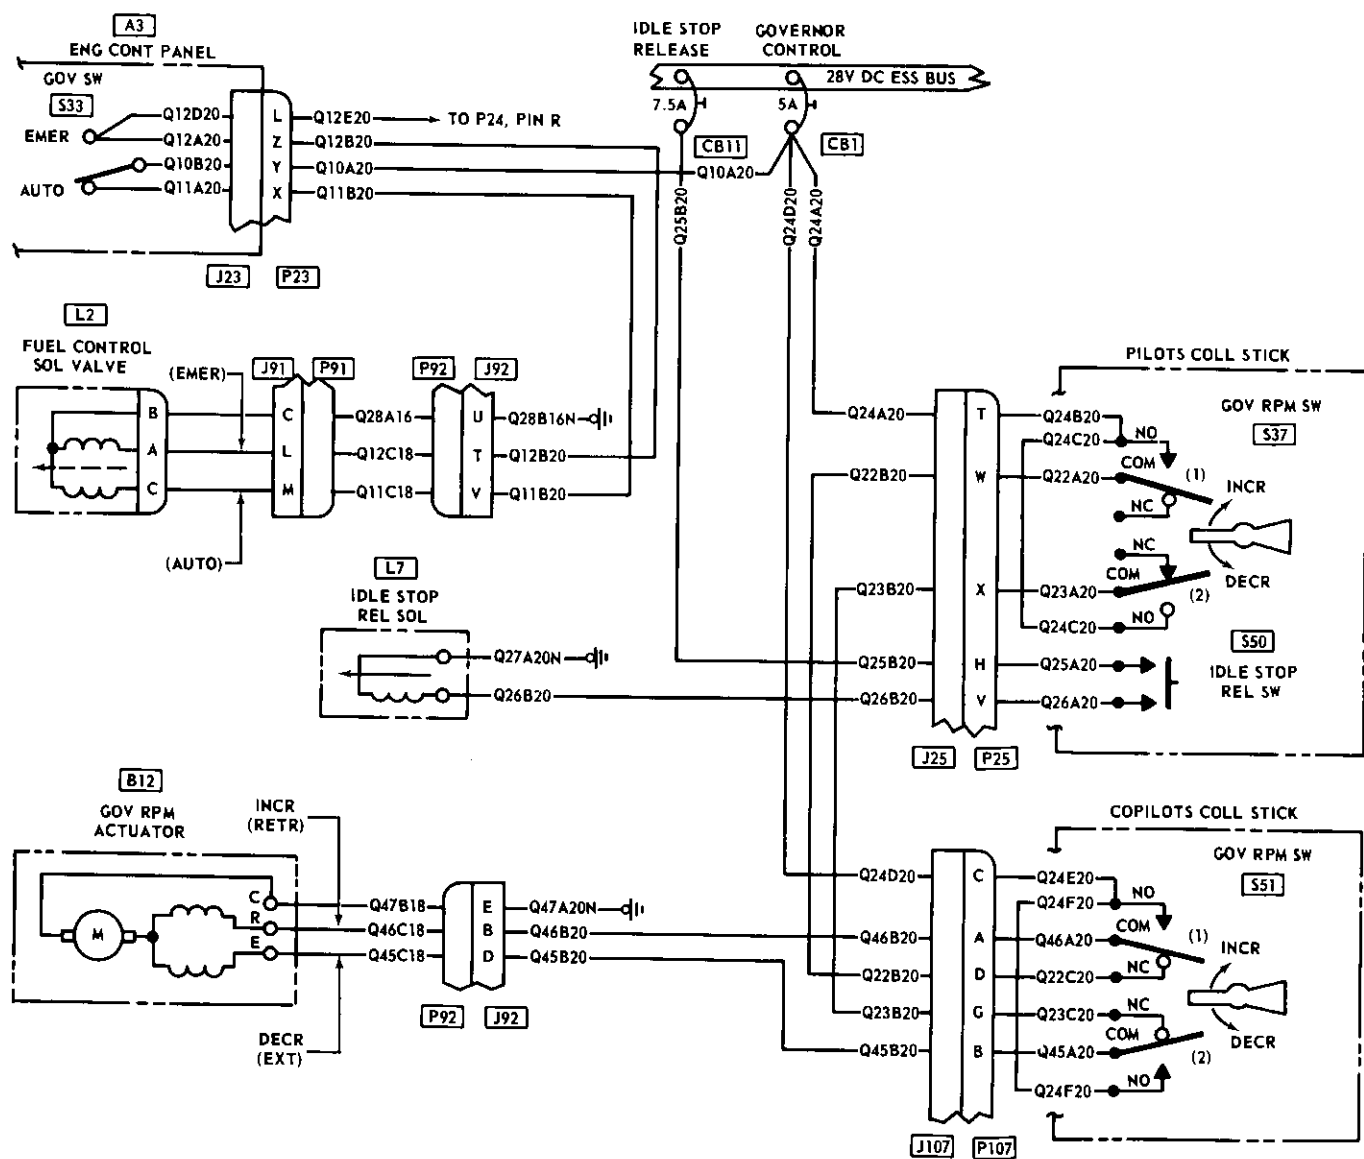 A3
ENG CONT PANEL
GOV SW
S33
EMER
AUTO
Q12D20
Q12A20
Q10B20
Q11A20
L
Z
Y
X
Q12E20
Q12B20
Q10A20
Q11B20
TO P24, PIN R
J23
P23
IDLE STOP
RELEASE
GOVERNOR
CONTROL
28V DC ESS BUS
7.5A
5A
CB11
CB1
Q10A20
Q25B20
Q24D20
Q24A20
L2
FUEL CONTROL
SOL VALVE
(EMER)
(AUTO)
B
A
C
J91
P91
C
L
M
Q28A16
Q12C18
Q11C18
P92
J92
U
T
V
Q28B16N
Q12B20
Q11B20
L7
IDLE STOP
REL SOL
Q27A20N
Q26B20
PILOTS COLL STICK
GOV RPM SW
S37
Q24A20
T
Q24B20
Q24C20
NO
COM
(1)
Q22B20
W
Q22A20
INCR
NC
NC
COM
DECR
Q23B20
X
Q23A20
(2)
NO
Q24C20
S50
IDLE STOP
REL SW
Q25B20
H
Q25A20
Q26B20
V
Q26A20
J25
P25
B12
GOV RPM
ACTUATOR
INCR
(RETR)
M
C
R
E
Q47B18
Q46C18
Q45C18
E
B
D
Q47A20N
Q46B20
Q45B20
DECR
(EXT)
P92
J92
COPILOTS COLL STICK
GOV RPM SW
S51
Q24D20
C
Q24E20
Q24F20
NO
COM
(1)
Q46B20
A
Q46A20
INCR
NC
Q22B20
D
Q22C20
Q23B20
G
Q23C20
NC
COM
DECR
Q45B20
B
Q45A20
(2)
NO
Q24F20
J107
P107